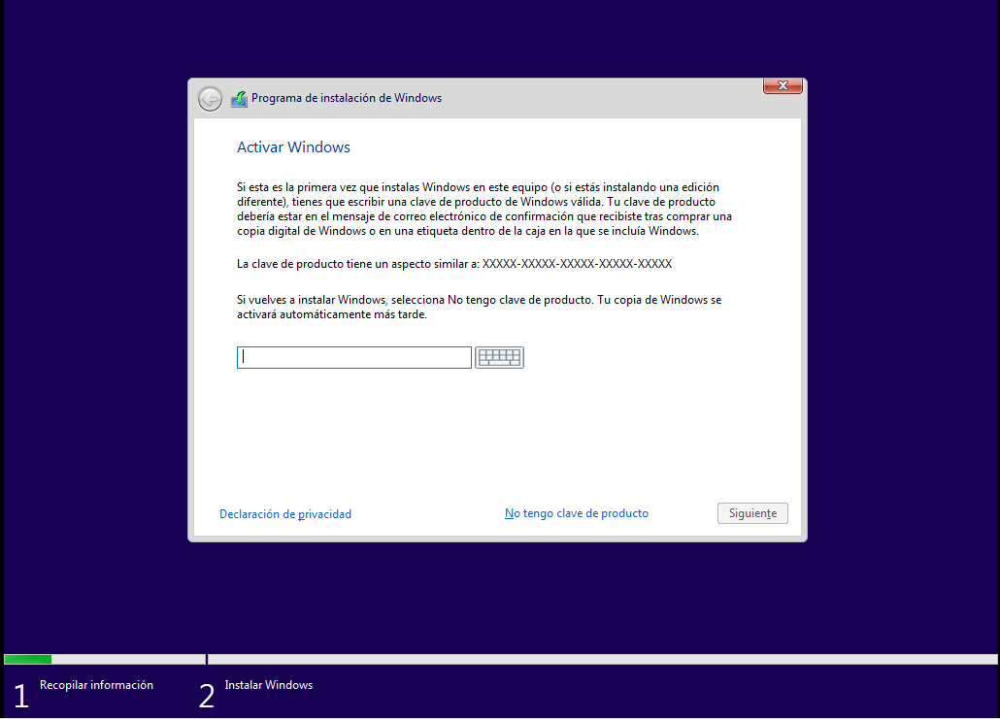 Programa de instalación de Windows
Activar Windows
Si esta es la primera vez que instalas Windows en este equipo (o si estás instalando una edición
diferente), tienes que escribir una clave de producto de Windows válida. Tu clave de producto
debería estar en el mensaje de correo electrónico de confirmación que recibiste tras comprar una
copia digital de Windows o en una etiqueta dentro de la caja en la que se incluía Windows.
La clave de producto tiene un aspecto similar a: XXXXX-XXXXX-XXXXX-XXXXX-XXXXX
Si vuelves a instalar Windows, selecciona No tengo clave de producto. Tu copia de Windows se
activará automáticamente más tarde.
Declaración de privacidad
No tengo clave de producto
Siguiente
1 Recopilar información
2 Instalar Windows